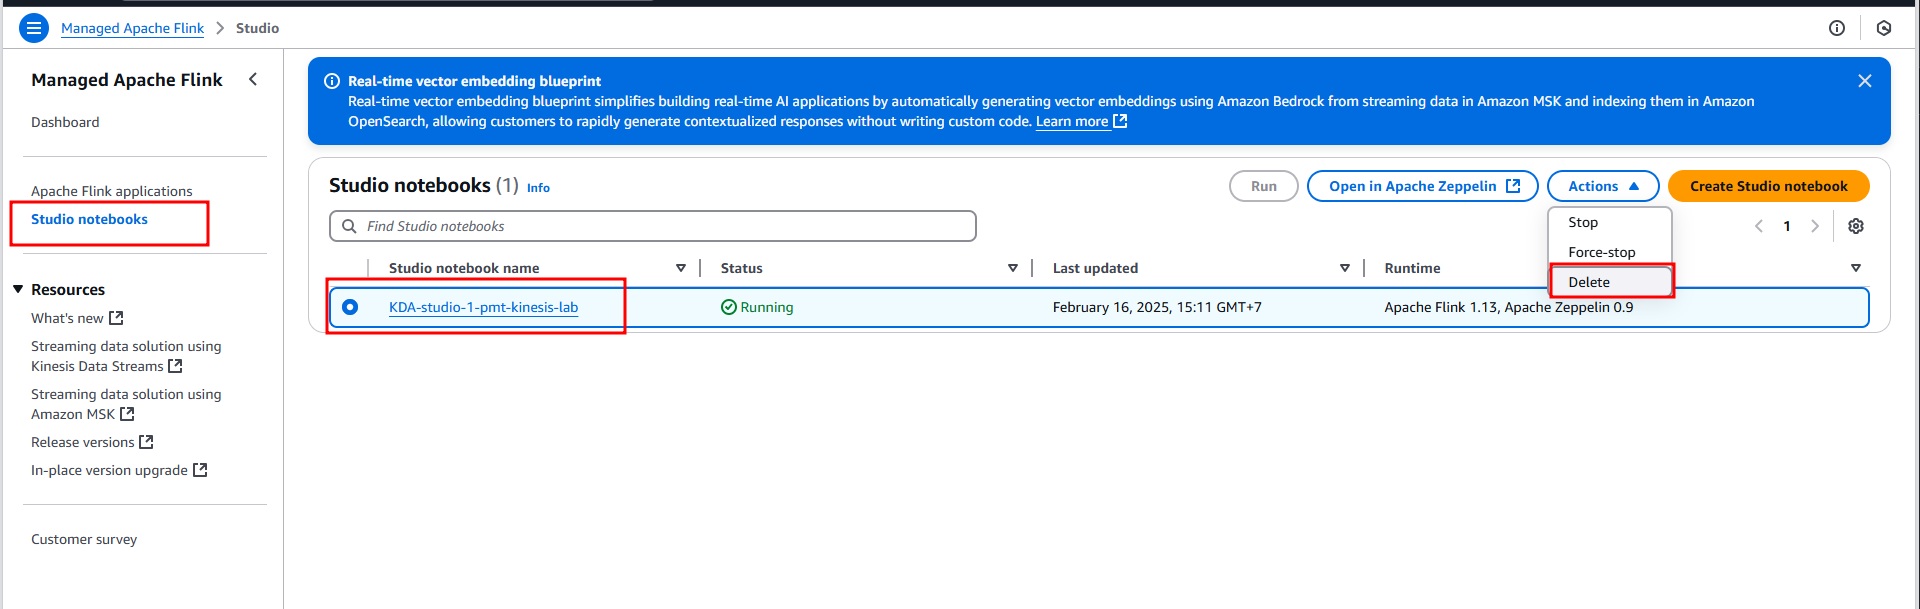 Managed Apache Flink > Studio
Managed Apache Flink
Dashboard
Apache Flink applications
Studio notebooks
Resources
What's new
Streaming data solution using
Kinesis Data Streams
Streaming data solution using
Amazon MSK
Release versions
In-place version upgrade
Customer survey
Real-time vector embedding blueprint
Real-time vector embedding blueprint simplifies building real-time AI applications by automatically generating vector embeddings using Amazon Bedrock from streaming data in Amazon MSK and indexing them in Amazon
OpenSearch, allowing customers to rapidly generate contextualized responses without writing custom code. Learn more
Studio notebooks (1) Info
Run
Open in Apache Zeppelin
Actions
Create Studio notebook
Find Studio notebooks
Stop
Force-stop
Delete
1
Studio notebook name
Status
Last updated
Runtime
KDA-studio-1-pmt-kinesis-lab
Running
February 16, 2025, 15:11 GMT+7
Apache Flink 1.13, Apache Zeppelin 0.9